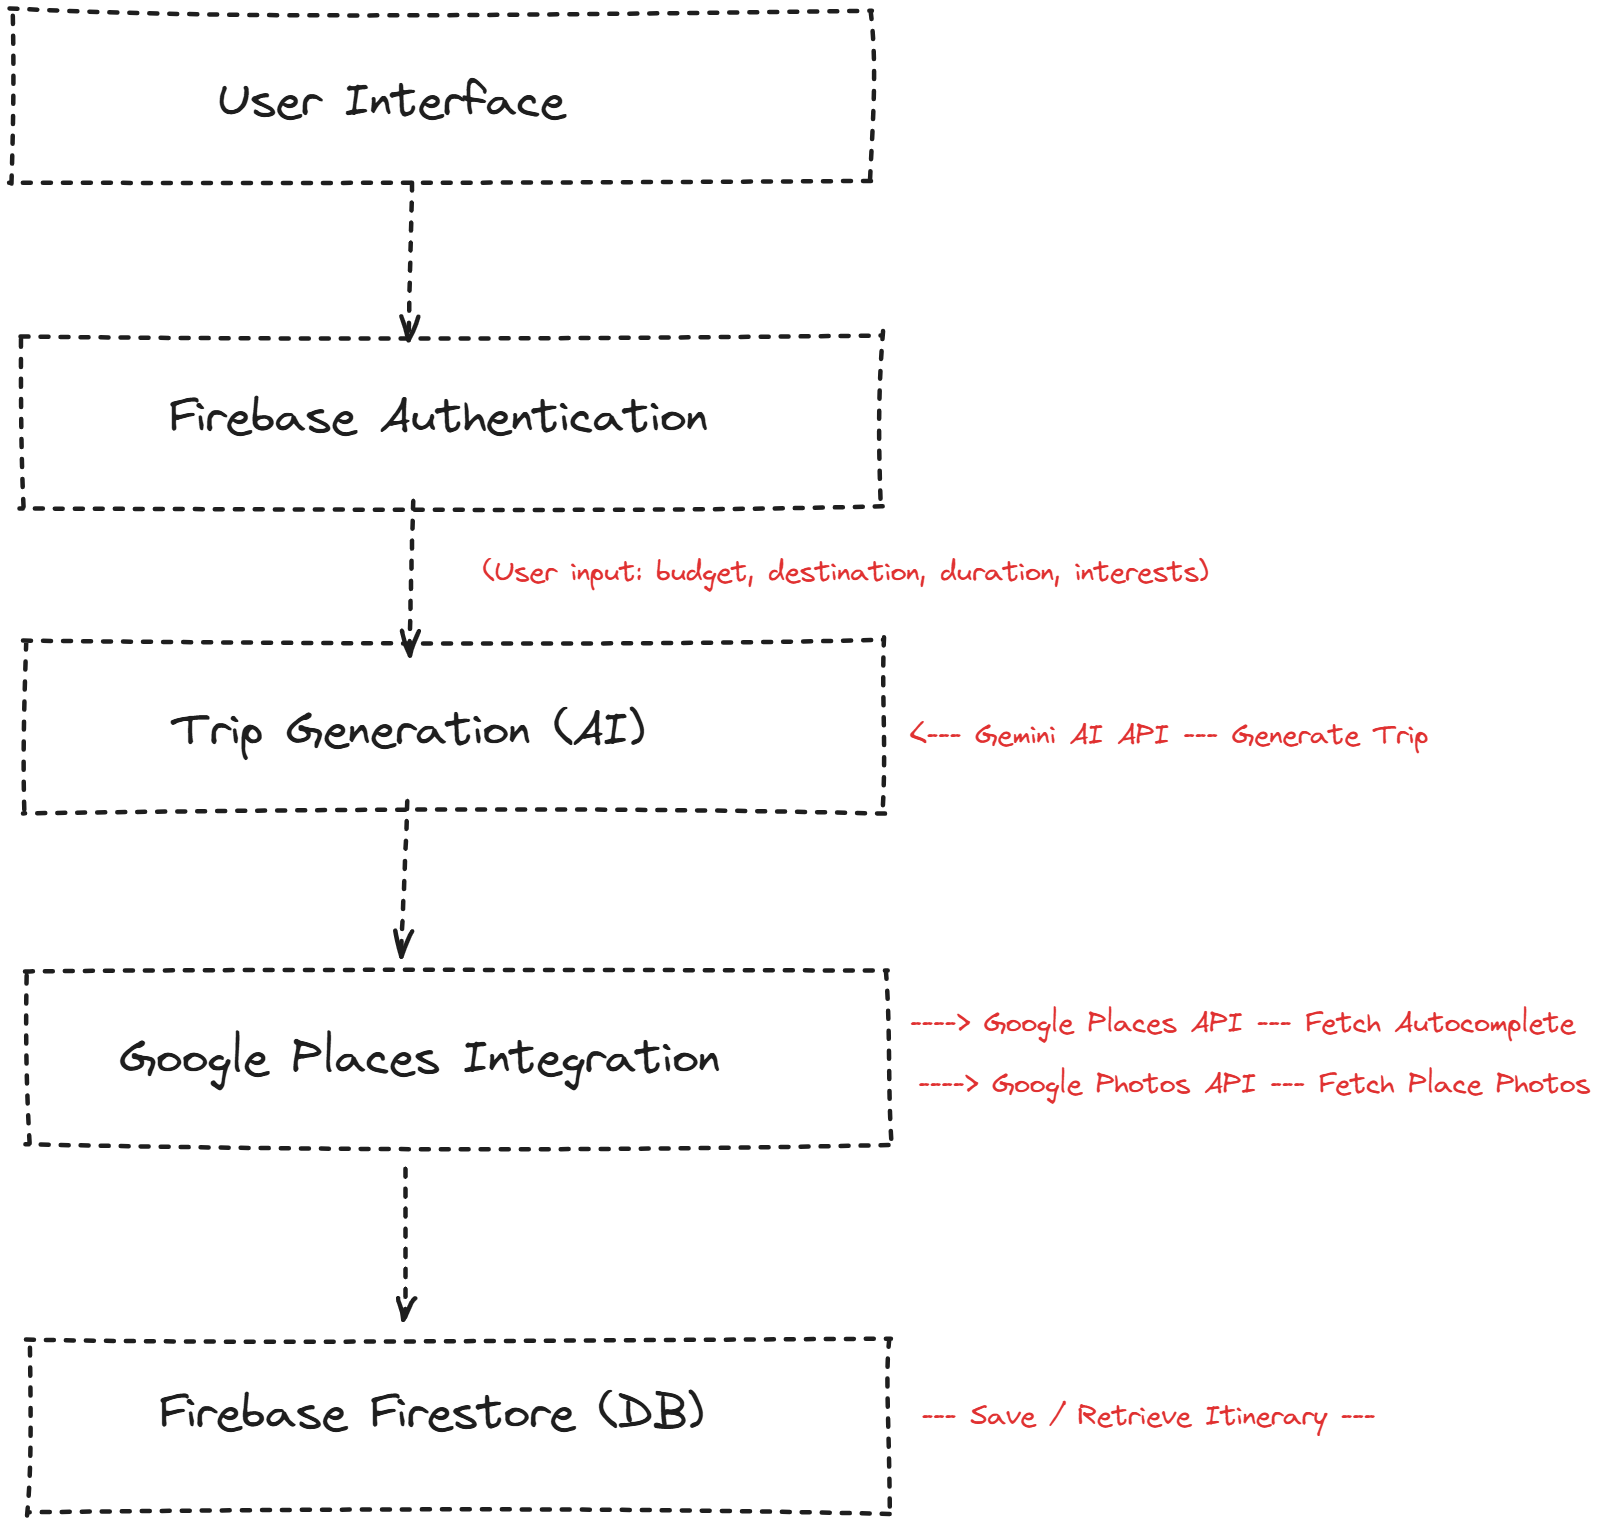 User Interface
Firebase Authentication
(User input: budget, destination, duration, interests)
Trip Generation (AI)
<--- Gemini AI API --- Generate Trip
Google Places Integration
----> Google Places API --- Fetch Autocomplete
----> Google Photos API --- Fetch Place Photos
Firebase Firestore (DB)
--- Save / Retrieve Itinerary ---